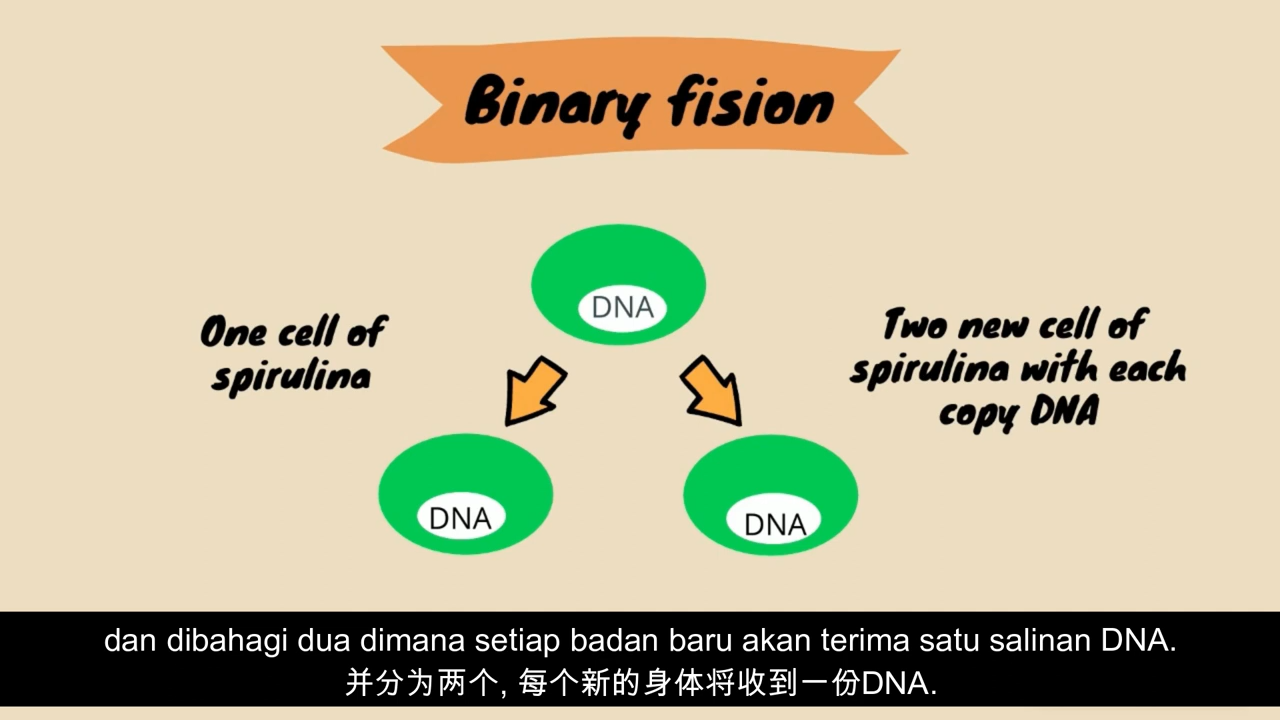 Binary fision
DNA
One cell of
spirulina
Two new cell of
spirulina with each
copy DNA
DNA
DNA
dan dibahagi dua dimana setiap badan baru akan terima satu salinan DNA.
并分为两个, 每个新的身体将收到一份DNA.